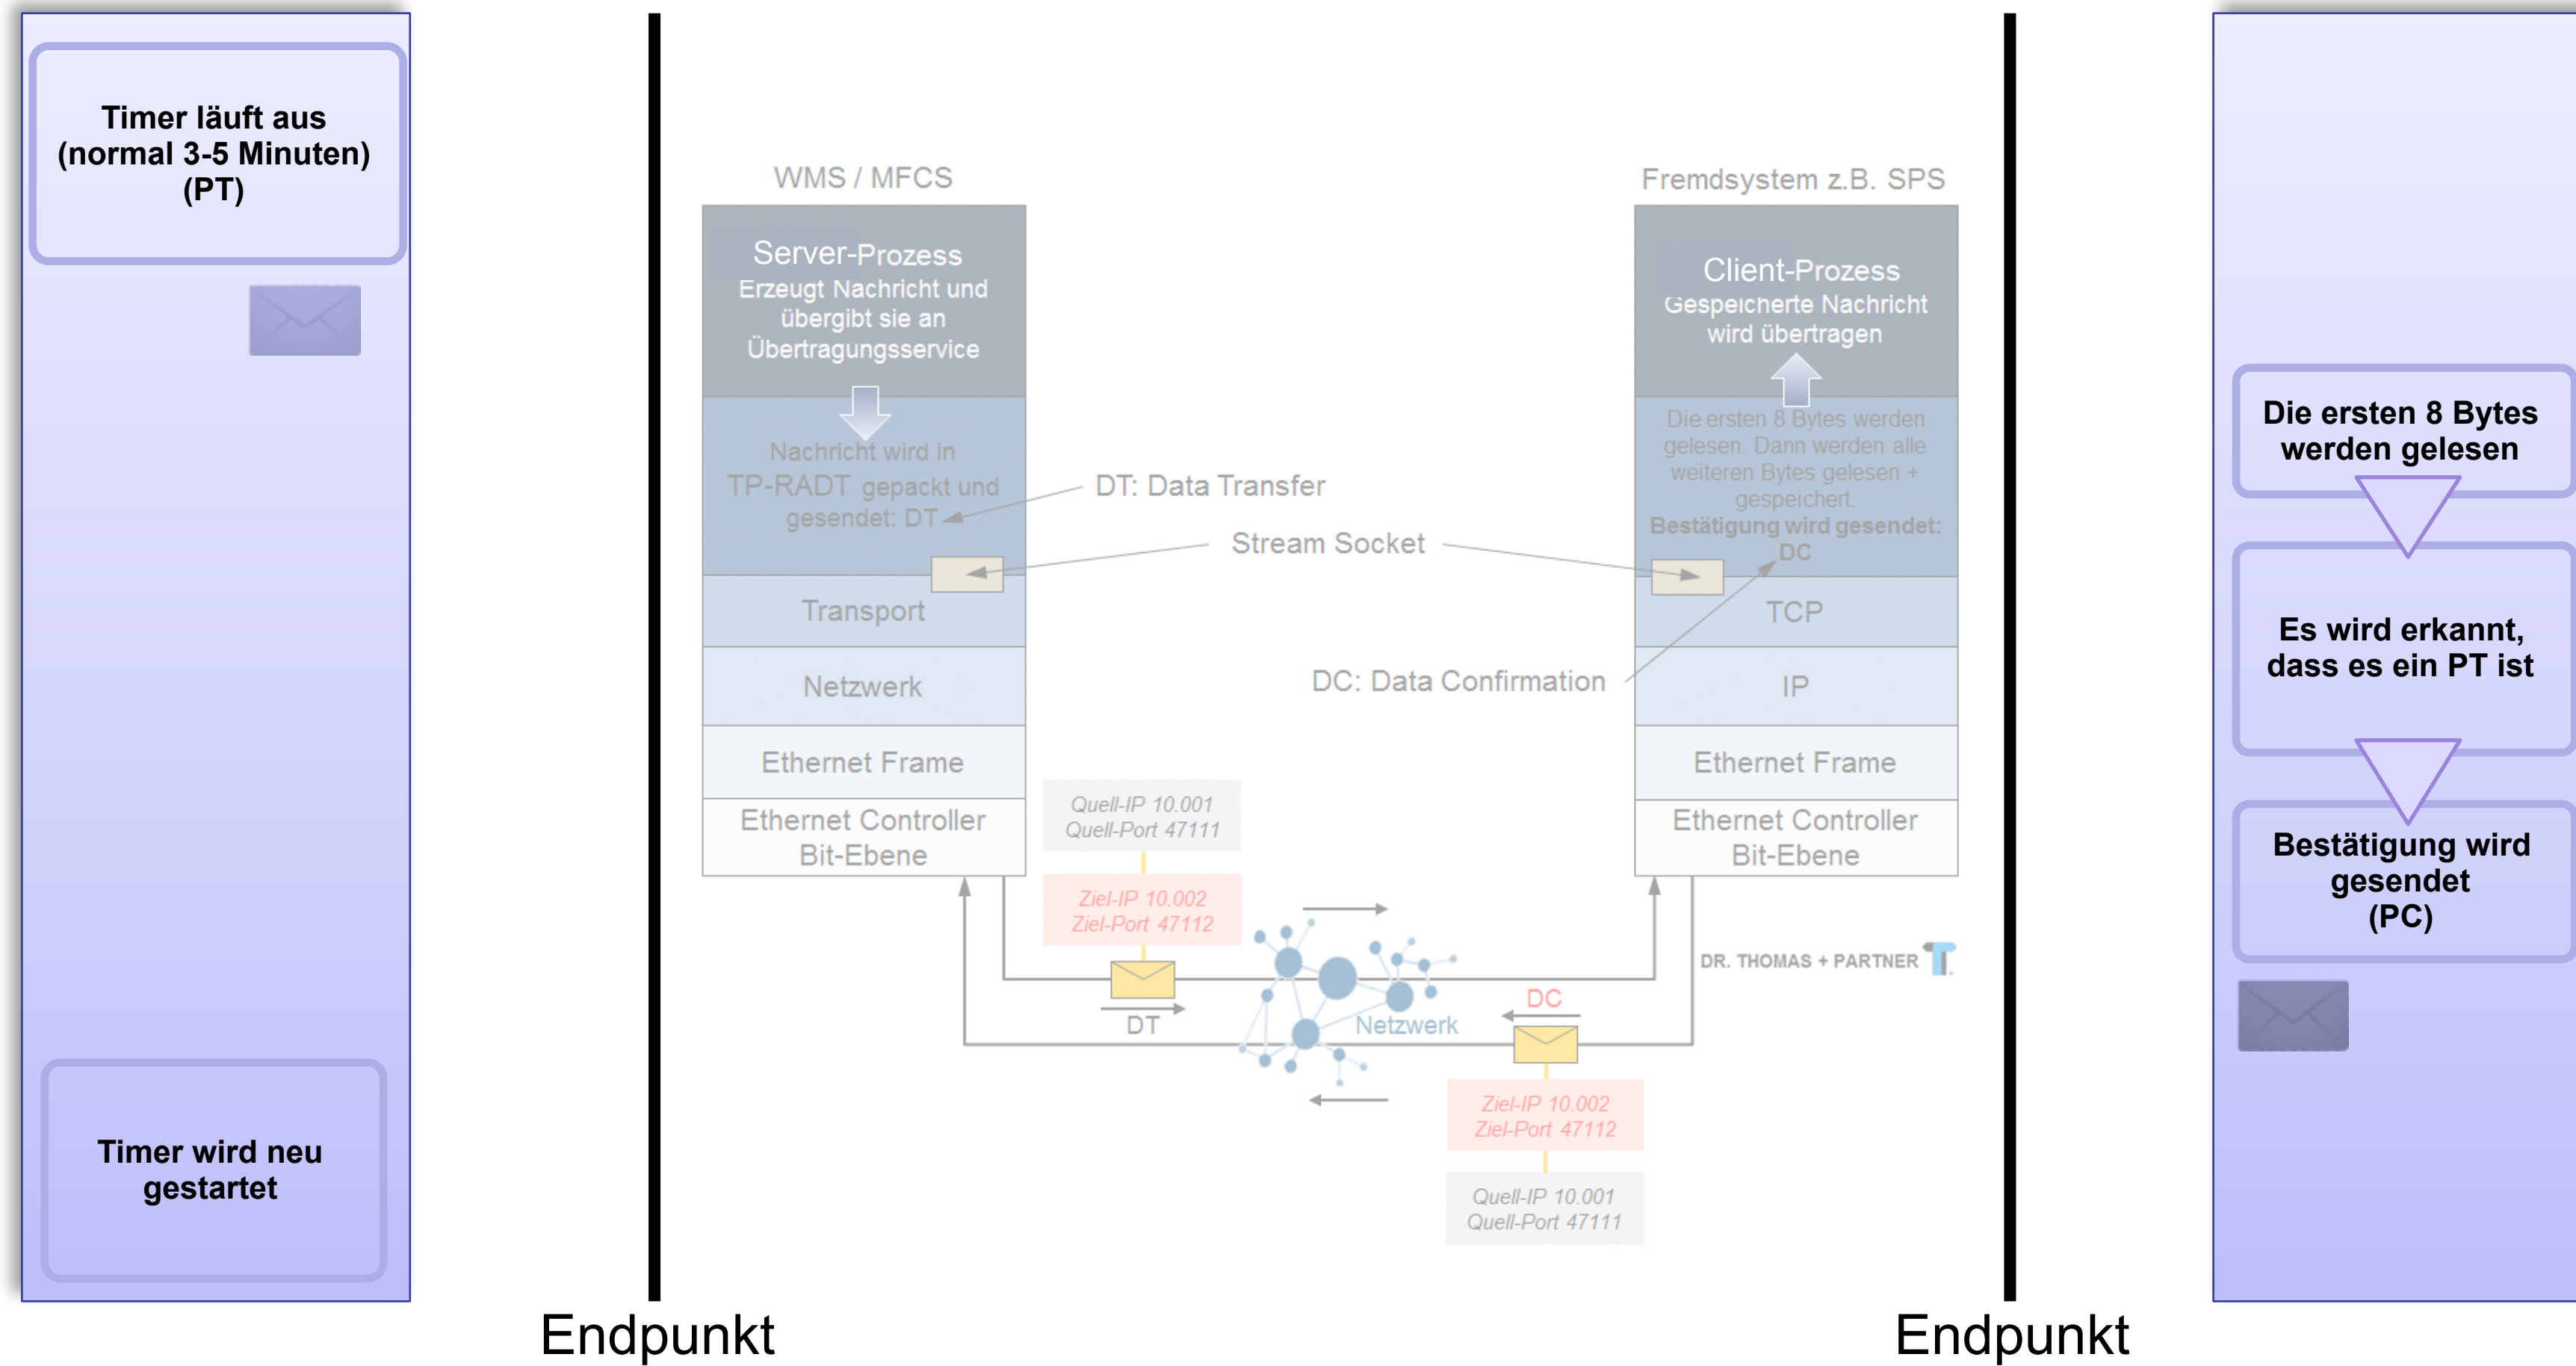 Timer läuft aus
(normal 3-5 Minuten)
(PT)
Timer wird neu
gestartet
WMS / MFCS
Server-Prozess
Erzeugt Nachricht und
übergibt sie an
Übertragungsservice
Nachricht wird in
TP-RADT gepackt und
gesendet: DT
Transport
Netzwerk
Ethernet Frame
Ethernet Controller
Bit-Ebene
DT: Data Transfer
Stream Socket
DC: Data Confirmation
Quell-IP 10.001
Quell-Port 47111
Ziel-IP 10.002
Ziel-Port 47112
DT
Netzwerk
DC
Ziel-IP 10.002
Ziel-Port 47112
Quell-IP 10.001
Quell-Port 47111
Fremdsystem z.B. SPS
Client-Prozess
Gespeicherte Nachricht
wird übertragen
Die ersten 8 Bytes werden
gelesen. Dann werden alle
weiteren Bytes gelesen +
gespeichert.
Bestätigung wird gesendet:
DC
TCP
IP
Ethernet Frame
Ethernet Controller
Bit-Ebene
DR. THOMAS + PARTNER
Die ersten 8 Bytes
werden gelesen
Es wird erkannt,
dass es ein PT ist
Bestätigung wird
gesendet
(PC)
Endpunkt
Endpunkt